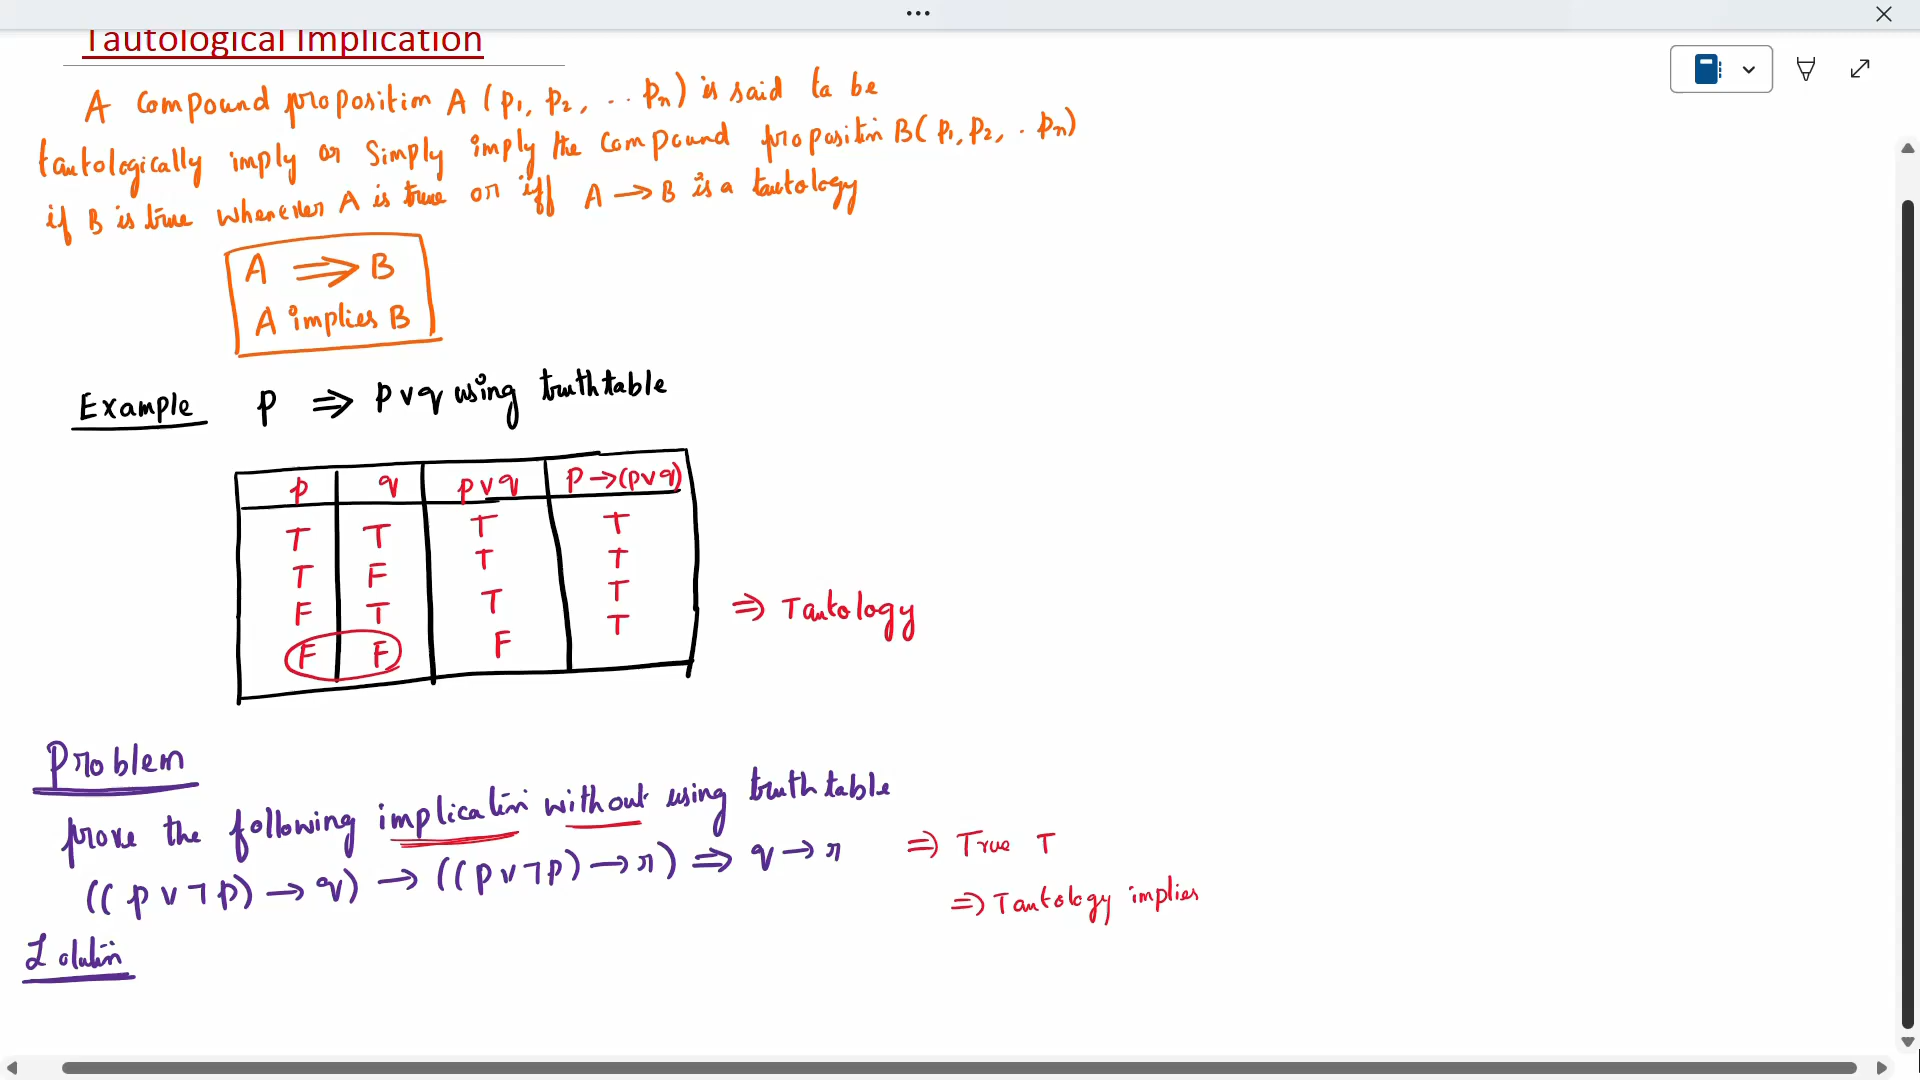 Tautological Implication
A Compound proposition A (p1, p2, .. pn) is said to be
tautologically imply or Simply imply the Compound proposition B(p1, p2, . pn)
if B is true whenever A is true or iff A → B is a tautology
A ⇒ B
A implies B
Example p ⇒ p∨q using truth table
p q p∨q P→(p∨q)
T T T T
T F T T
F T T T
F F F T
⇒ Tautology
Problem
prove the following implication without using truth table
((p∨¬p)→q) → ((p∨¬p)→r) ⇒ q→r ⇒ True T
⇒ Tautology implies
Solution